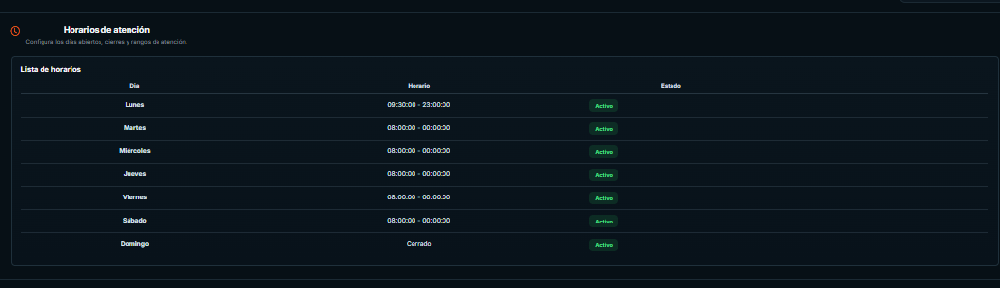 Horarios de atención
Configura los días abiertos, cierres y rangos de atención.
Lista de horarios
Día Horario Estado
Lunes 09:30:00 - 23:00:00 Active
Martes 08:00:00 - 00:00:00 Active
Miércoles 08:00:00 - 00:00:00 Active
Jueves 08:00:00 - 00:00:00 Active
Viernes 08:00:00 - 00:00:00 Active
Sábado 08:00:00 - 00:00:00 Active
Domingo Cerrado Active